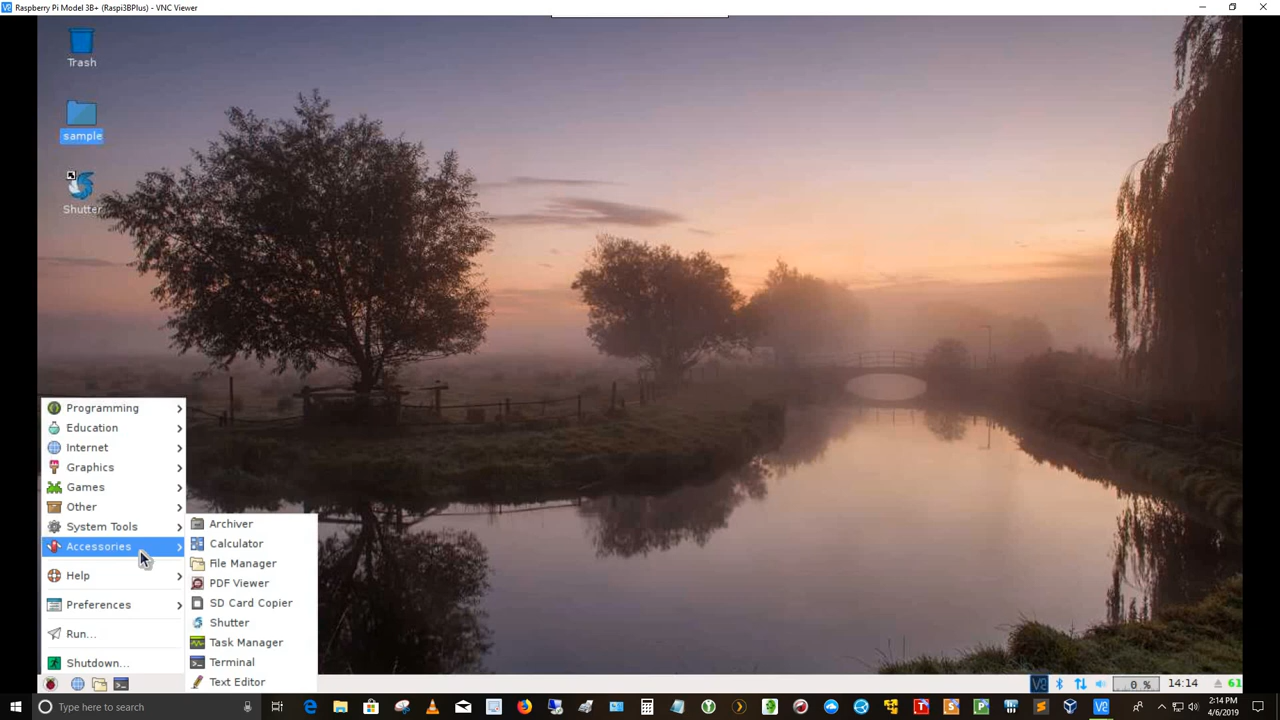 Raspberry Pi Model 3B+ (Raspi3BPlus) - VNC Viewer
Trash
sample
Shutter
Programming
Education
Internet
Graphics
Games
Other
System Tools
Accessories
Help
Preferences
Run...
Shutdown...
Archiver
Calculator
File Manager
PDF Viewer
SD Card Copier
Shutter
Task Manager
Terminal
Text Editor
0 %
14:14
61
Type here to search
2:14 PM
4/6/2019